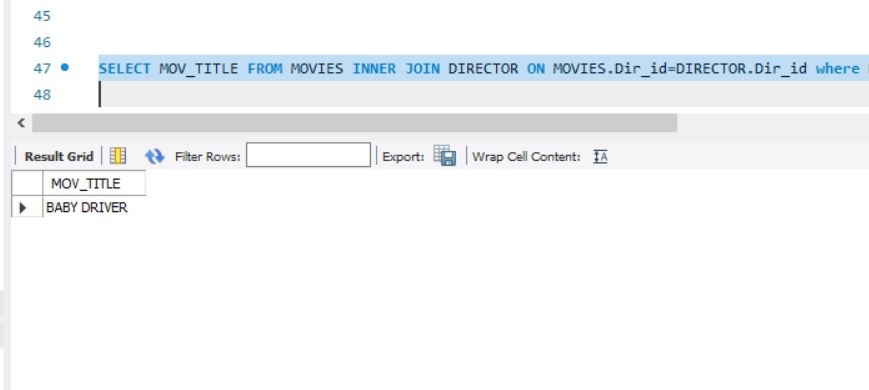 45
46
47 SELECT MOV_TITLE FROM MOVIES INNER JOIN DIRECTOR ON MOVIES.Dir_id=DIRECTOR.Dir_id where
48
Result Grid Filter Rows: Export: Wrap Cell Content: IA
MOV_TITLE
BABY DRIVER